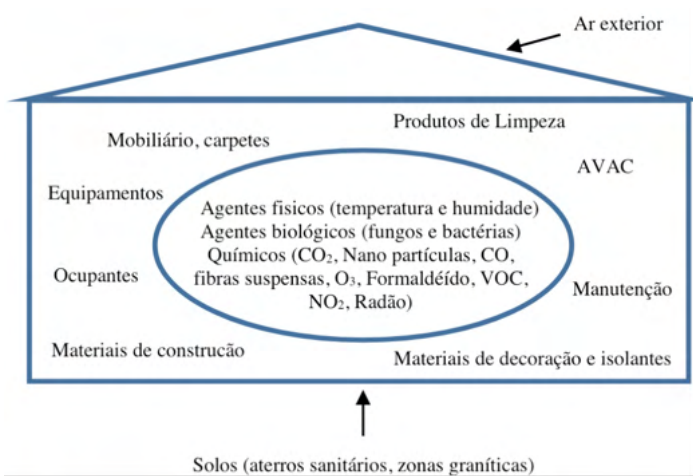 Ar exterior
Produtos de Limpeza
Mobiliário, carpetes
AVAC
Equipamentos
Agentes fisicos (temperatura e humidade)
Agentes biológicos (fungos e bactérias)
Químicos (CO₂, Nano partículas, CO,
fibras suspensas, O₃, Formaldéído, VOC,
NO₂, Radão)
Ocupantes
Manutenção
Materiais de construcão
Materiais de decoração e isolantes
Solos (aterros sanitários, zonas graníticas)